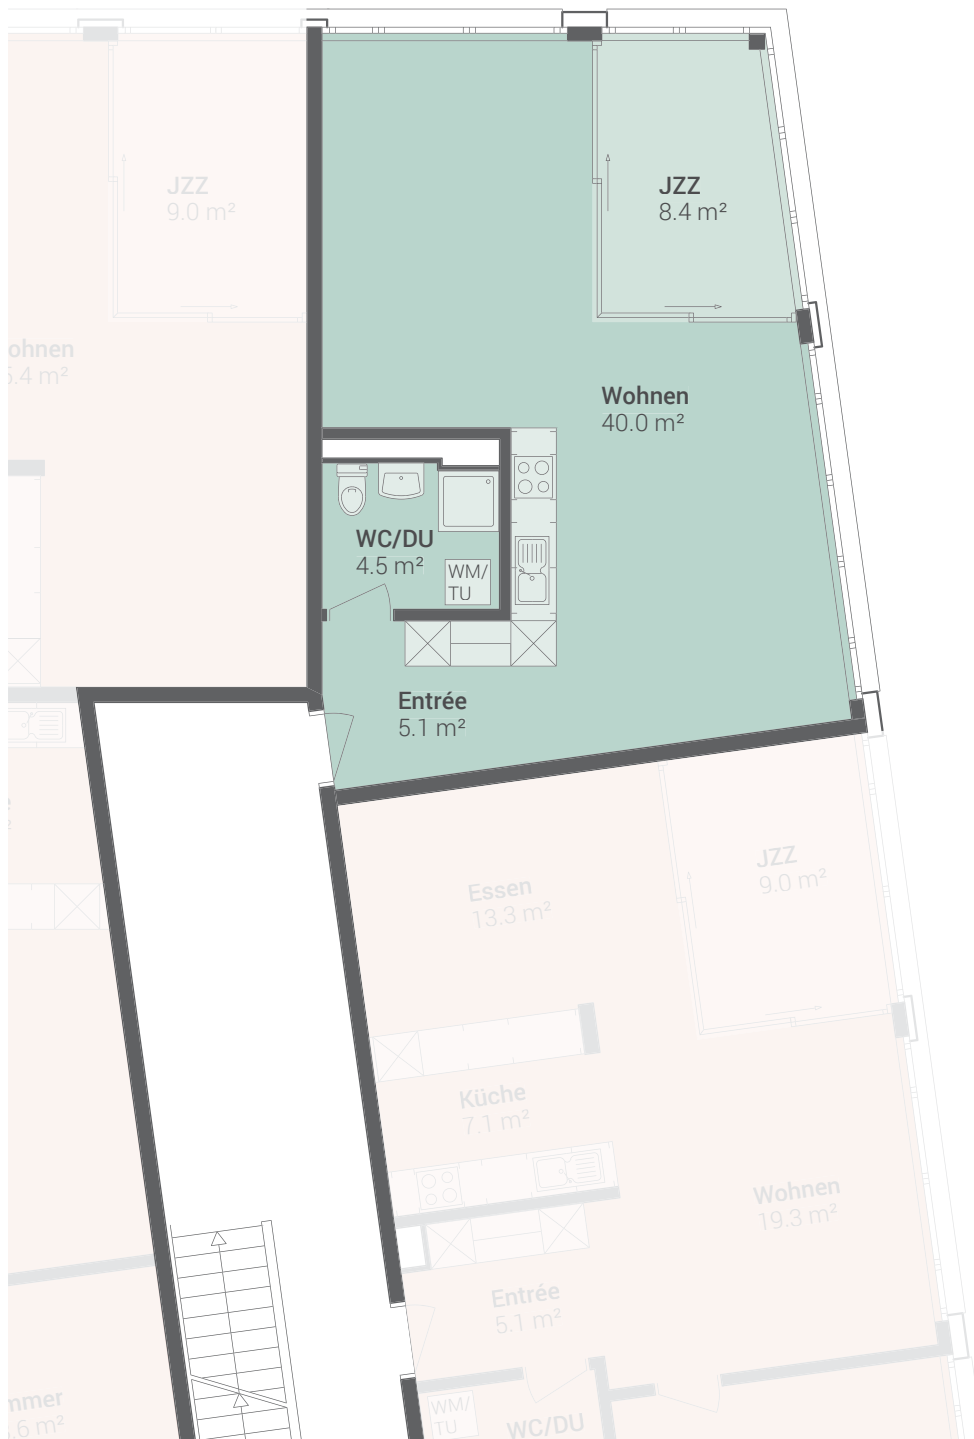 JZZ
9.0 m²
JZZ
8.4 m²
ohnen
5.4 m²
Wohnen
40.0 m²
WC/DU
4.5 m²
WM/
TU
Entrée
5.1 m²
JZZ
9.0 m²
Essen
13.3 m²
Küche
7.1 m²
Wohnen
19.3 m²
Entrée
5.1 m²
mmer
.6 m²
WM/
TU
WC/DU